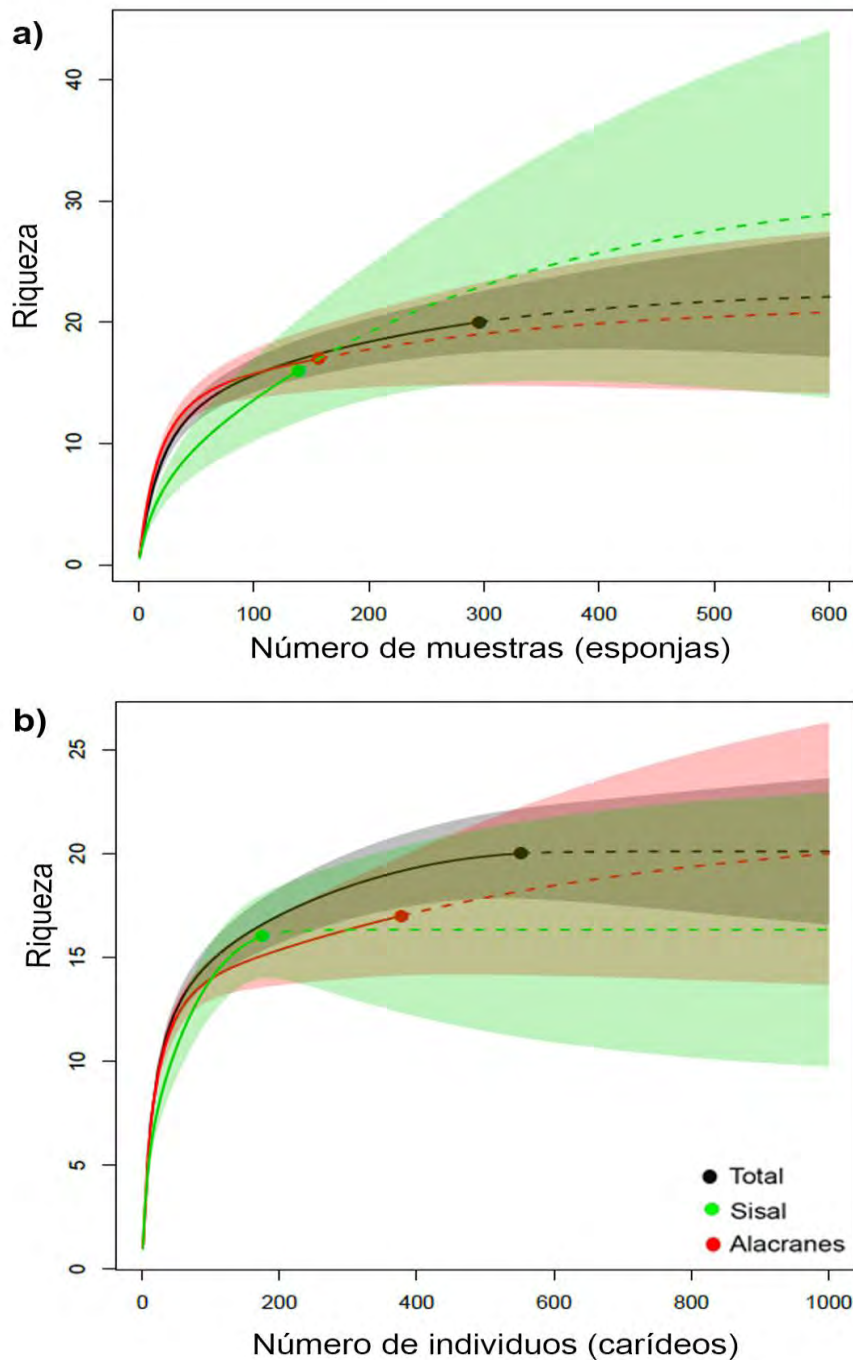 a)
Riqueza
40
30
20
10
0
0 100 200 300 400 500 600
Número de muestras (esponjas)
b)
Riqueza
25
20
15
10
5
0
Total
Sisal
Alacranes
0 200 400 600 800 1000
Número de individuos (carídeos)